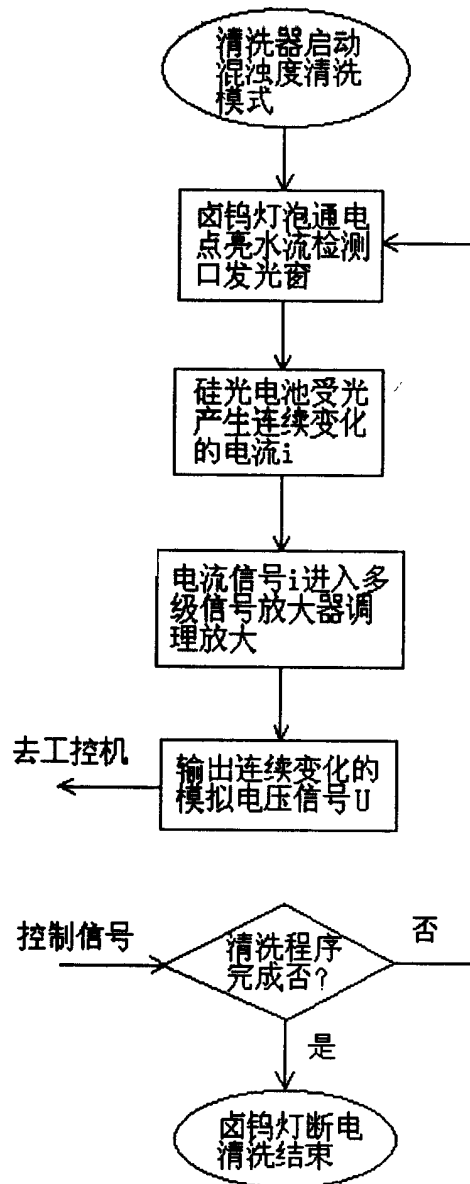 清洗器启动
混浊度清洗
模式
卤钨灯泡通电
点亮水流检测
口发光窗
硅光电池受光
产生连续变化
的电流i
电流信号i进入多
级信号放大器调
理放大
去工控机
输出连续变化的
模拟电压信号U
控制信号
清洗程序
完成否?
否
是
卤钨灯断电
清洗结束